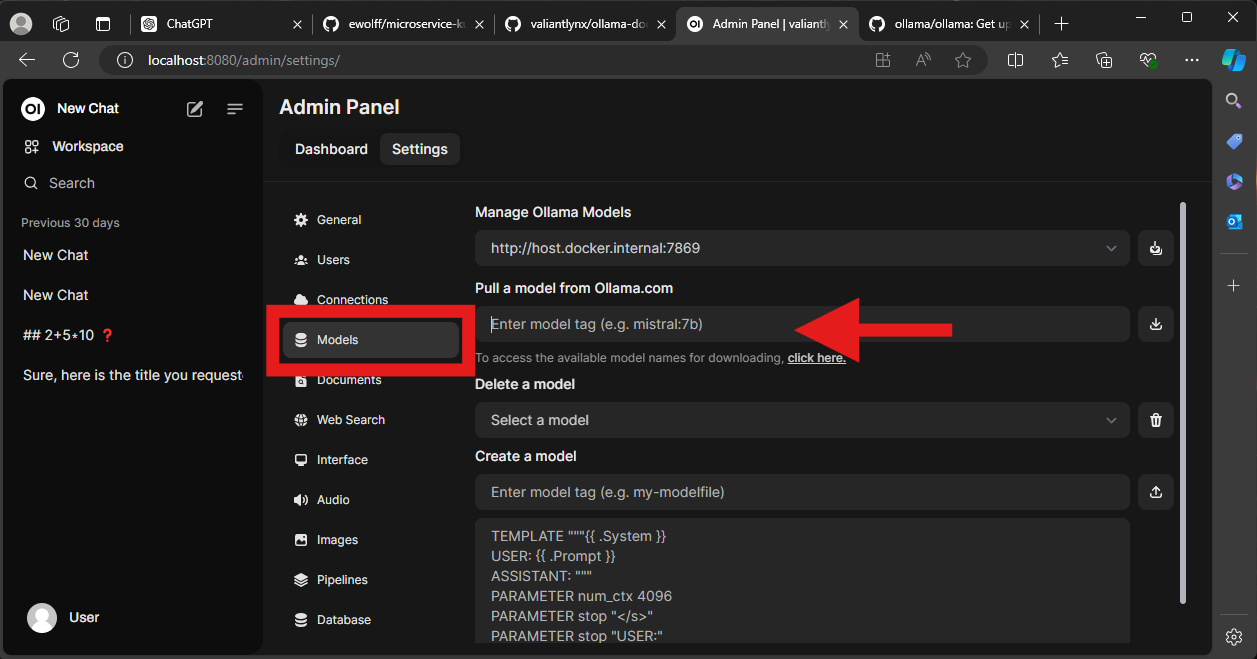 ChatGPT
ewolff/microservice-ku
valiantlynx/ollama-doc
Admin Panel | valiantly
ollama/ollama: Get up
localhost:8080/admin/settings/
OI New Chat
Workspace
Search
Previous 30 days
New Chat
New Chat
## 2+5*10 ❓
Sure, here is the title you request
User
Admin Panel
Dashboard
Settings
General
Users
Connections
Models
Documents
Web Search
Interface
Audio
Images
Pipelines
Database
Manage Ollama Models
http://host.docker.internal:7869
Pull a model from Ollama.com
Enter model tag (e.g. mistral:7b)
To access the available model names for downloading, click here.
Delete a model
Select a model
Create a model
Enter model tag (e.g. my-modelfile)
TEMPLATE """{{ .System }}
USER: {{ .Prompt }}
ASSISTANT: """
PARAMETER num_ctx 4096
PARAMETER stop "</s>"
PARAMETER stop "USER:"